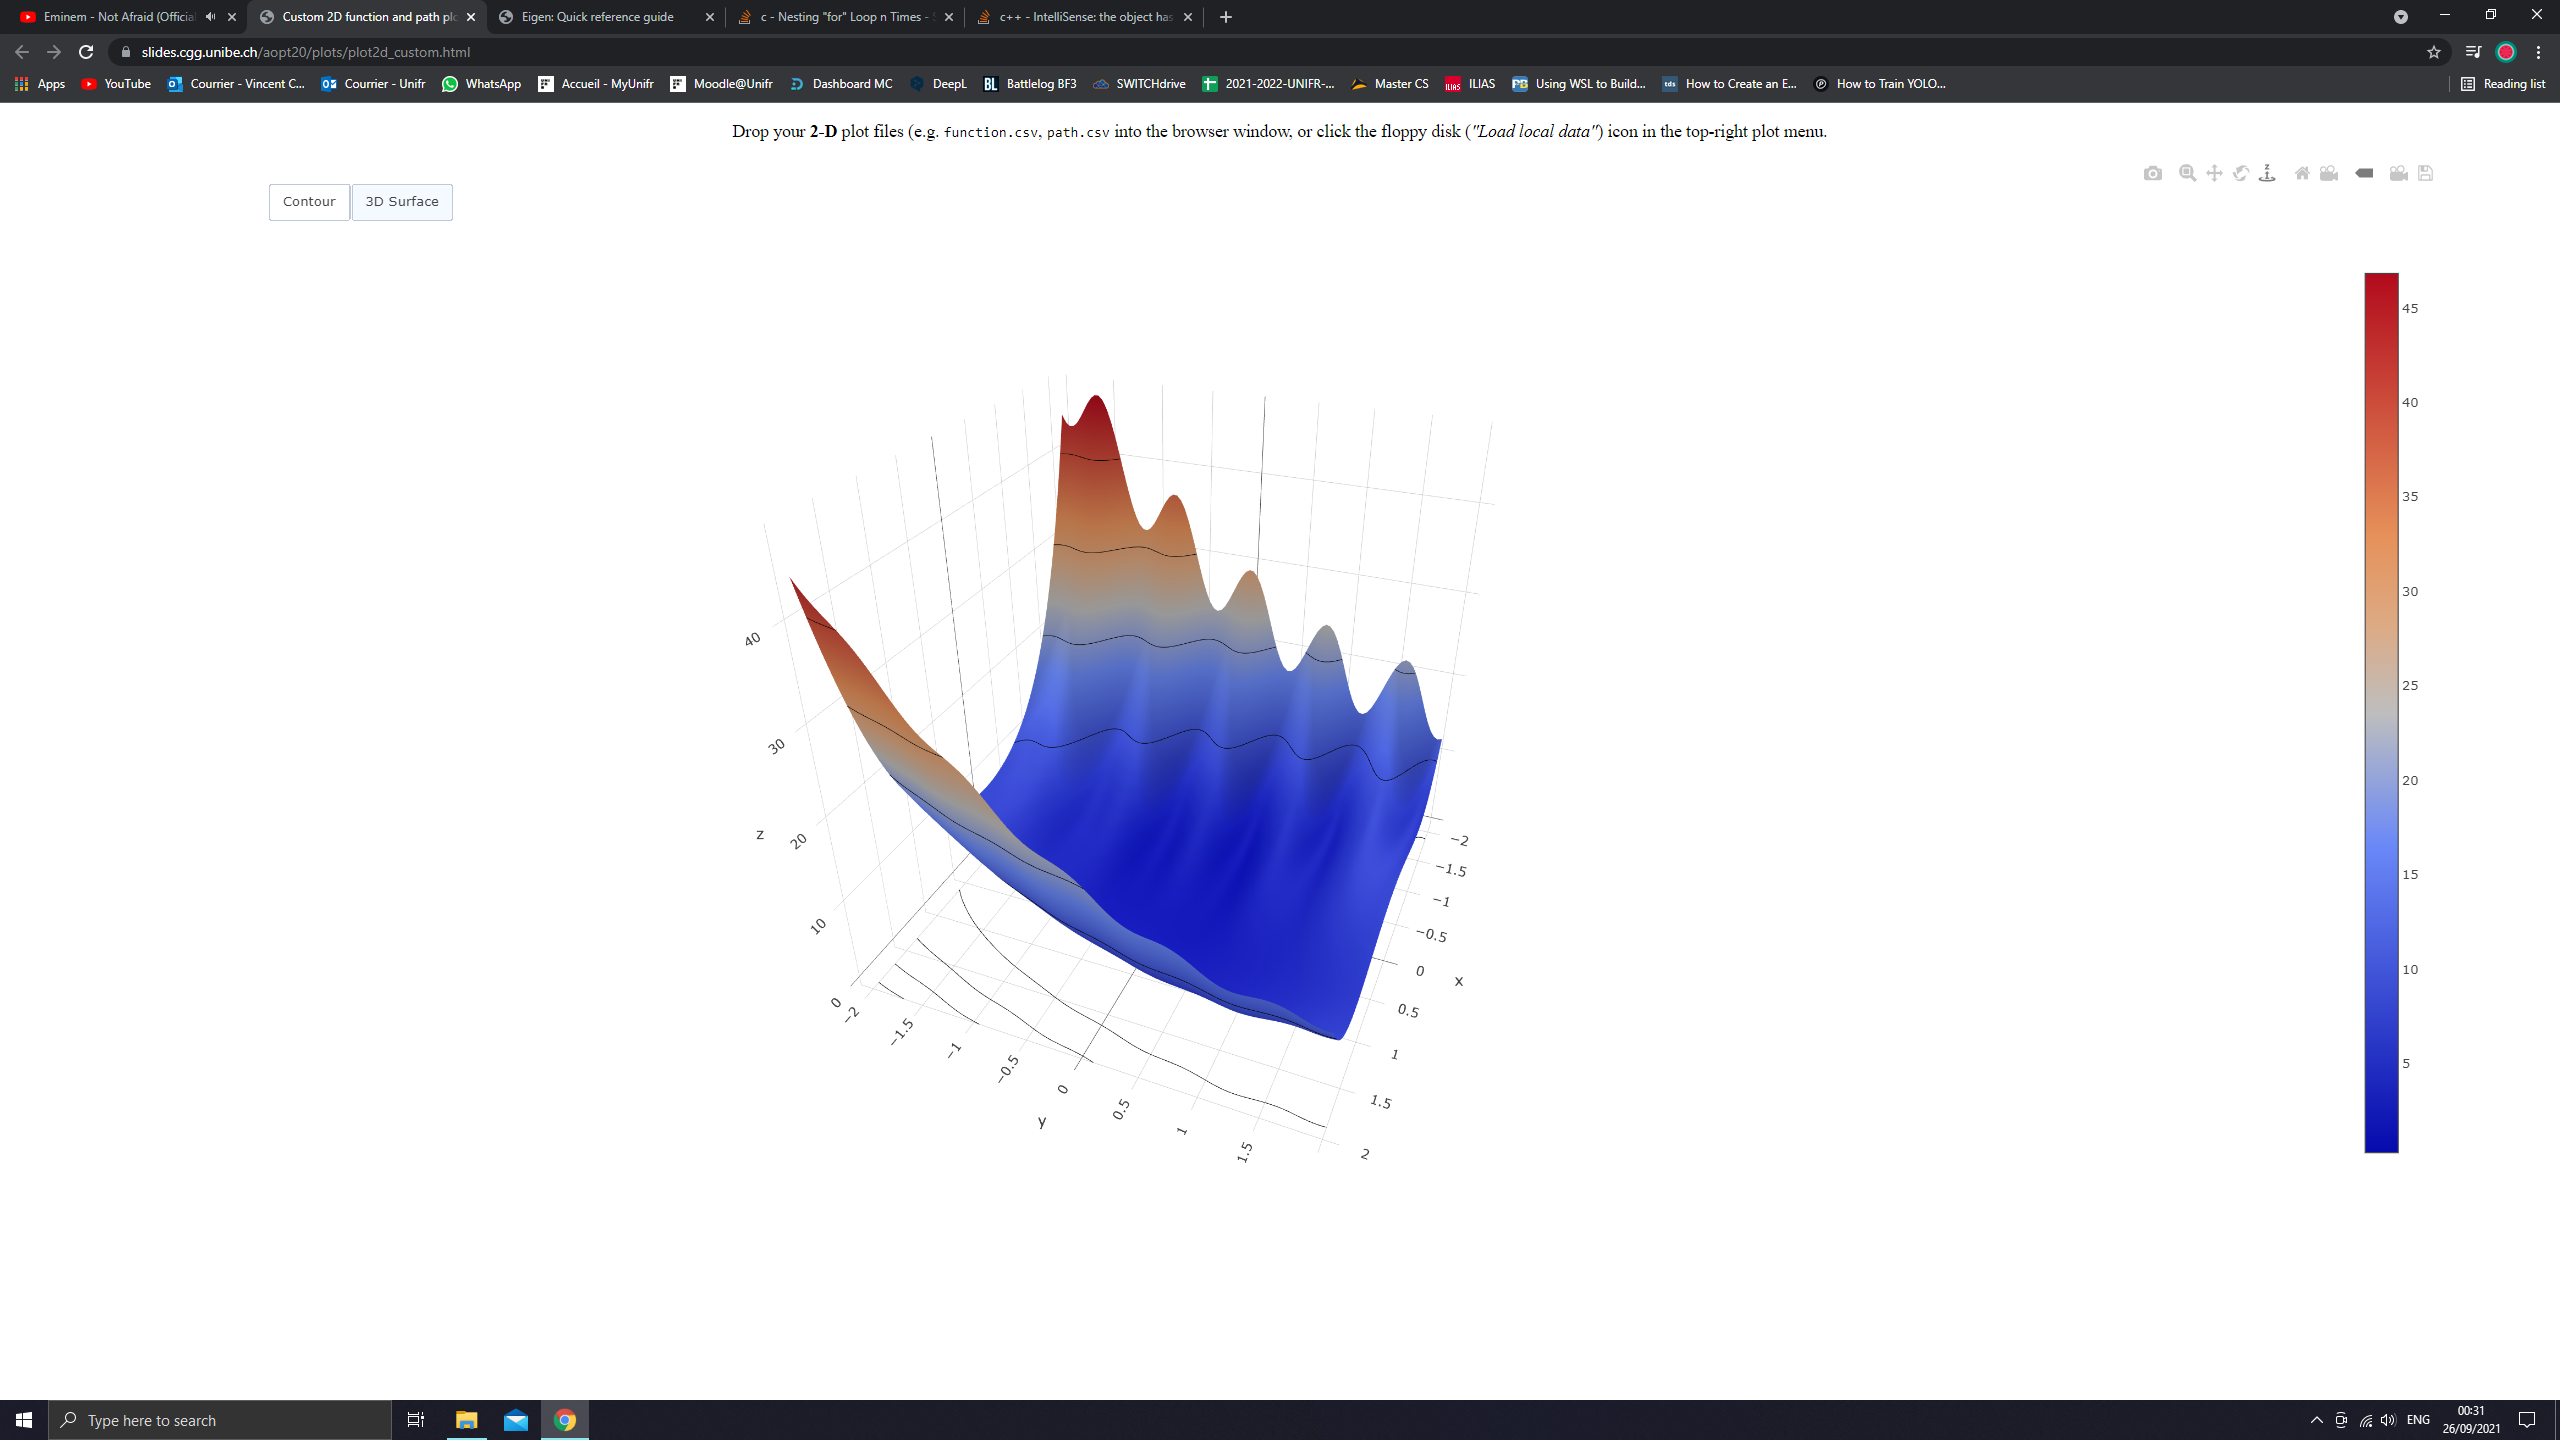 Eminem - Not Afraid (Officia
Custom 2D function and path plo
Eigen: Quick reference guide
c - Nesting "for" Loop n Times - S
c++ - IntelliSense: the object has
slides.cgg.unibe.ch/aopt20/plots/plot2d_custom.html
Apps YouTube Courrier - Vincent C... Courrier - Unifr WhatsApp Accueil - MyUnifr Moodle@Unifr Dashboard MC DeepL BL Battlelog BF3 SWITCHdrive 2021-2022-UNIFR-... Master CS ILIAS ILIAS PB Using WSL to Build... tds How to Create an E... How to Train YOLO... Reading list
Drop your 2-D plot files (e.g. function.csv, path.csv into the browser window, or click the floppy disk ("Load local data") icon in the top-right plot menu.
Contour
3D Surface
45
40
35
30
25
20
15
10
5
40
30
z
20
10
0
−2
−1.5
−1
−0.5
0
0.5
1
1.5
y
−2
−1.5
−1
−0.5
0
x
0.5
1
1.5
2
Type here to search
ENG
00:31
26/09/2021